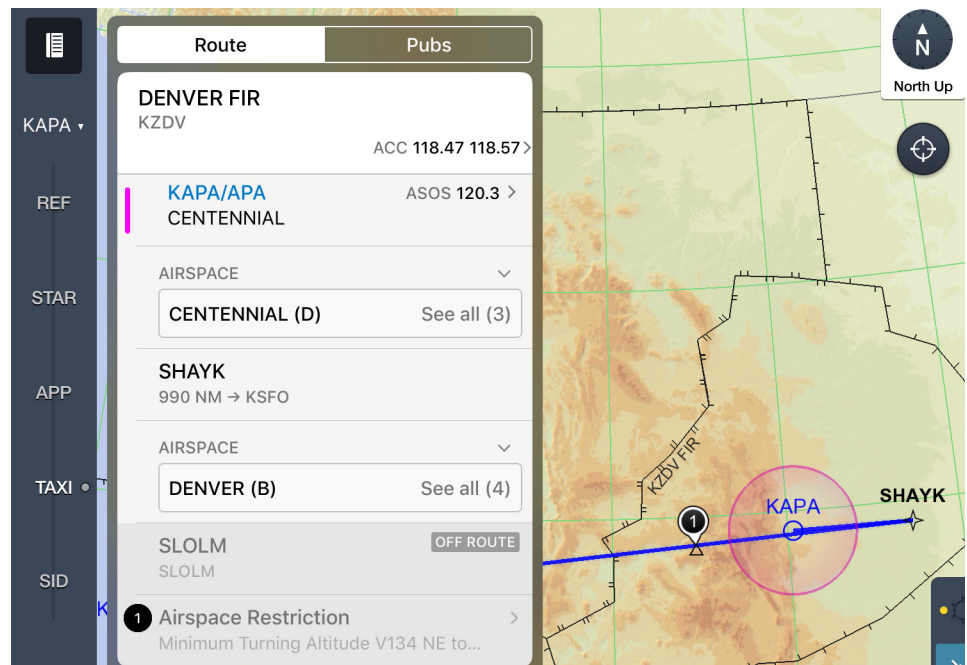 Route
Pubs
DENVER FIR
KZDV
ACC 118.47 118.57
KAPA/APA
ASOS 120.3
CENTENNIAL
AIRSPACE
CENTENNIAL (D)
See all (3)
SHAYK
990 NM → KSFO
AIRSPACE
DENVER (B)
See all (4)
SLOLM
OFF ROUTE
SLOLM
1
Airspace Restriction
Minimum Turning Altitude V134 NE to...
KAPA
REF
STAR
APP
TAXI
SID
K
N
North Up
KZDV FIR
1
KAPA
SHAYK